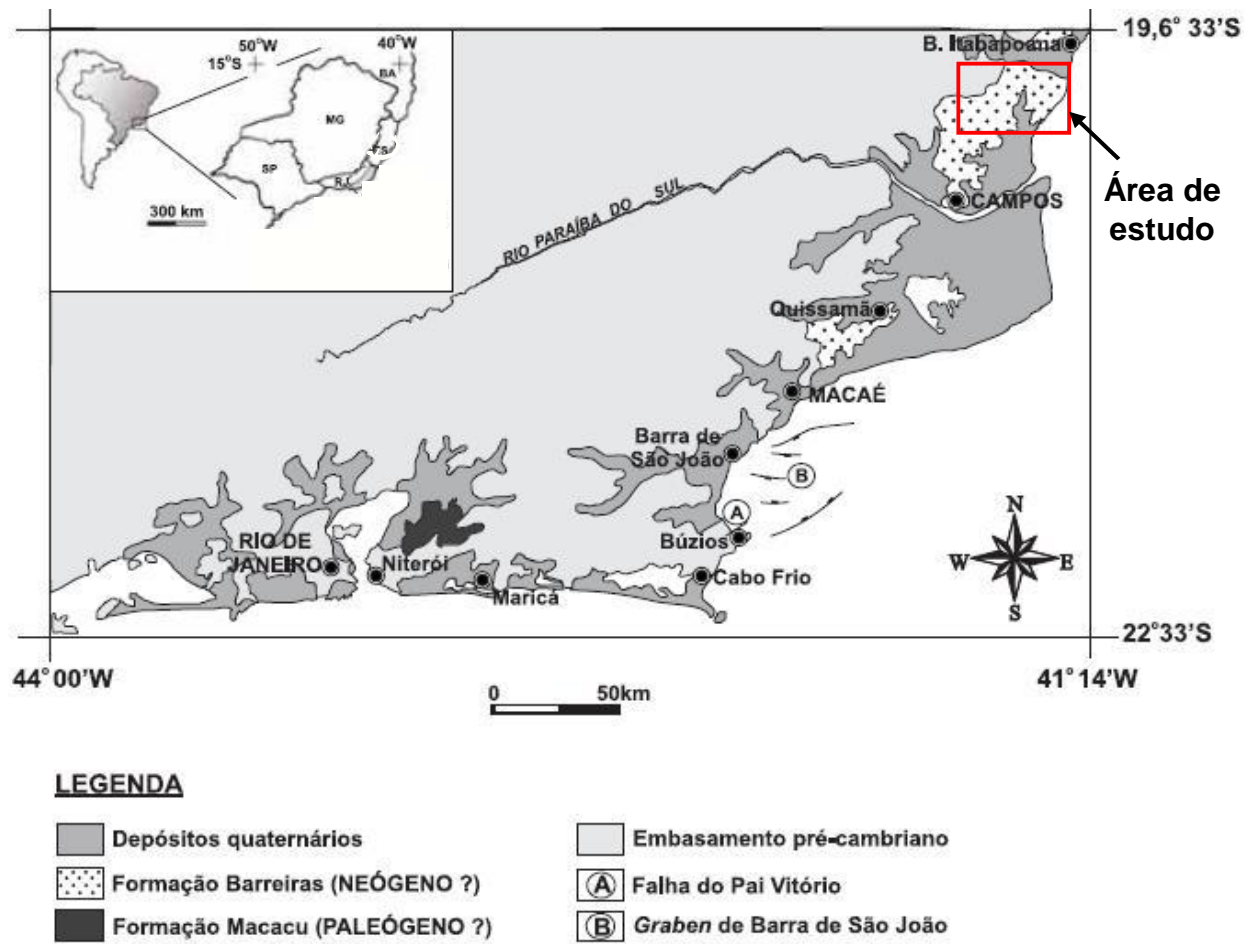 50°W
40°W
15°S
BA
MG
ES
SP
RJ
300 km
19,6° 33'S
B. Itabapoana
Área de
estudo
CAMPOS
RIO PARAÍBA DO SUL
Quissamã
MACAÉ
Barra de
São João
B
A
Búzios
RIO DE
JANEIRO
Niterói
Cabo Frio
Maricá
N
W
E
S
22°33'S
44°00'W
41°14'W
0 50km
LEGENDA
Depósitos quaternários
Formação Barreiras (NEÓGENO ?)
Formação Macacu (PALEÓGENO ?)
Embasamento pré-cambriano
A Falha do Pai Vitório
B Graben de Barra de São João